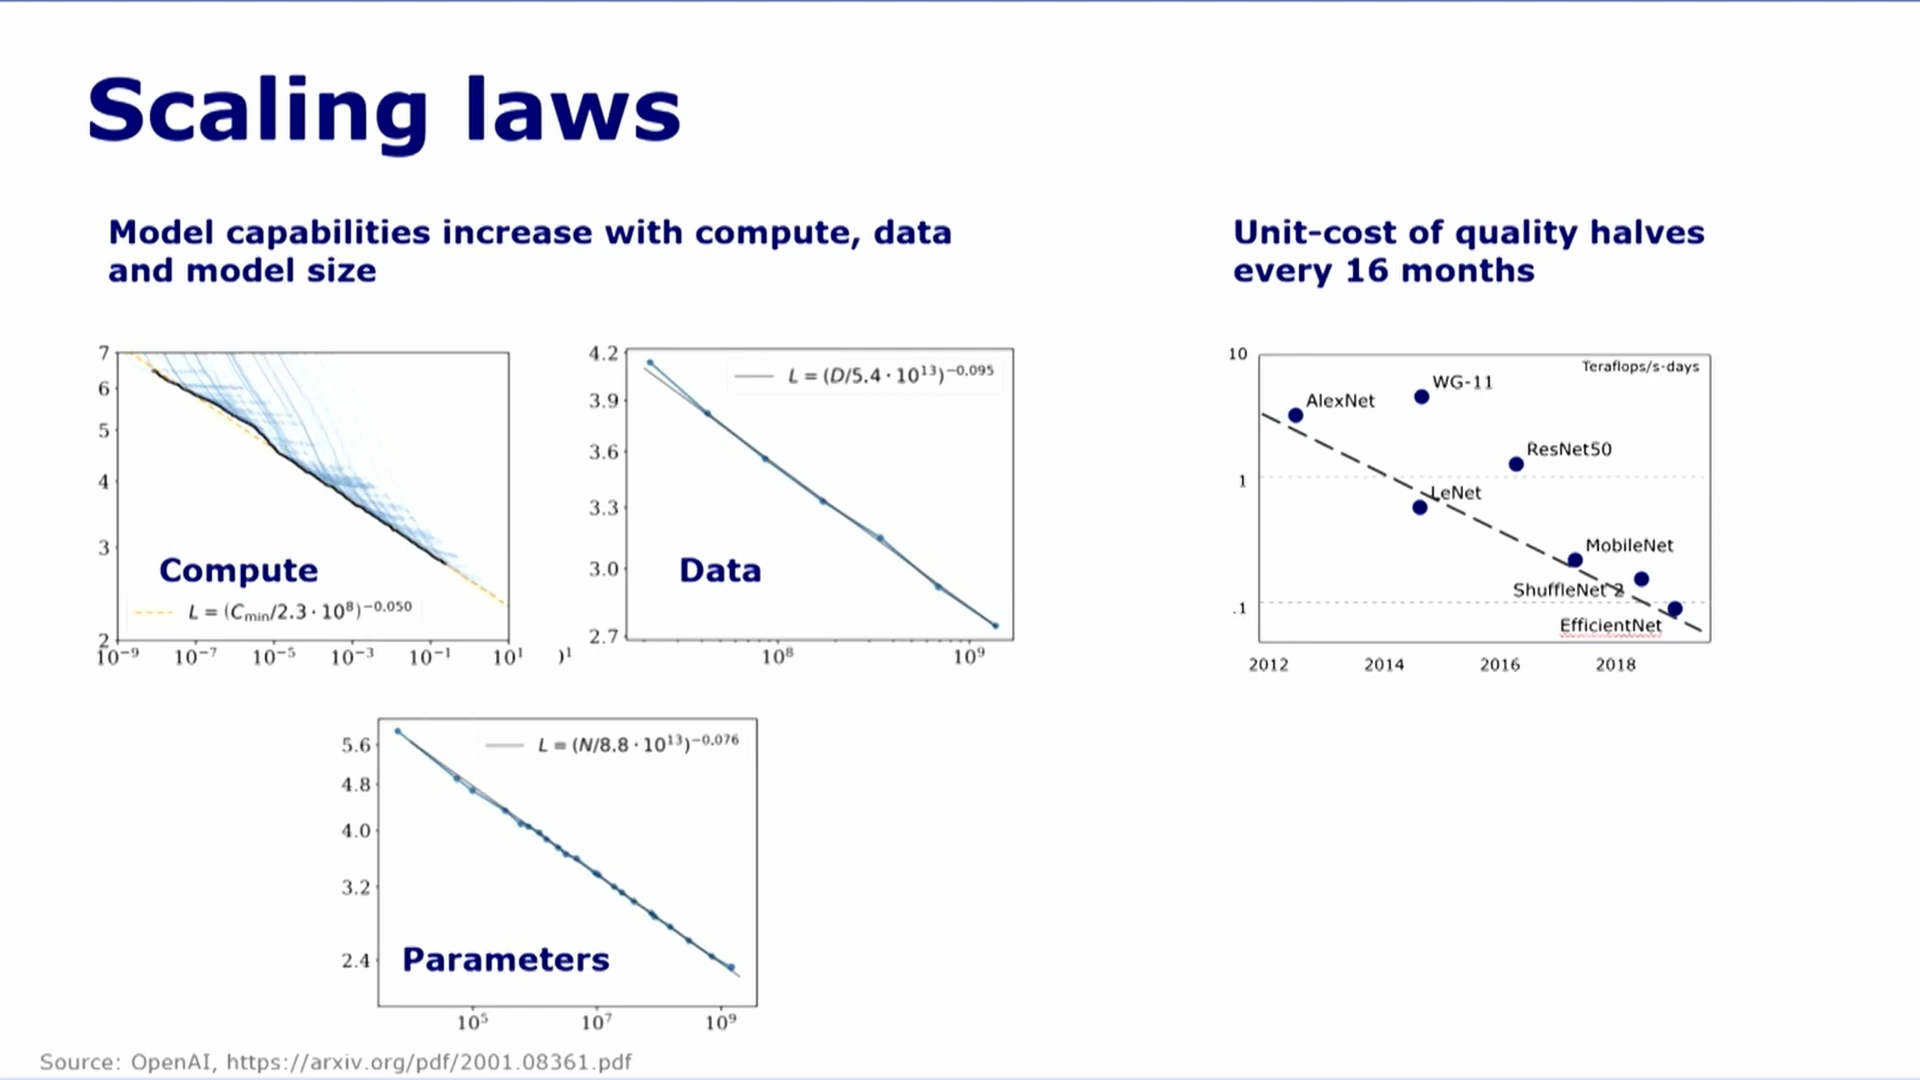 Scaling laws
Model capabilities increase with compute, data
and model size
Unit-cost of quality halves
every 16 months
7
6
5
4
3
2
Compute
L = (Cmin/2.3 · 10⁸)⁻⁰·⁰⁵⁰
10⁻⁹ 10⁻⁷ 10⁻⁵ 10⁻³ 10⁻¹ 10¹
)¹
4.2
3.9
3.6
3.3
3.0
2.7
L = (D/5.4 · 10¹³)⁻⁰·⁰⁹⁵
Data
10⁸ 10⁹
10
1
.1
Teraflops/s-days
WG-11
AlexNet
ResNet50
LeNet
MobileNet
ShuffleNet 2
EfficientNet
2012 2014 2016 2018
5.6
4.8
4.0
3.2
2.4
L = (N/8.8 · 10¹³)⁻⁰·⁰⁷⁶
Parameters
10⁵ 10⁷ 10⁹
Source: OpenAI, https://arxiv.org/pdf/2001.08361.pdf